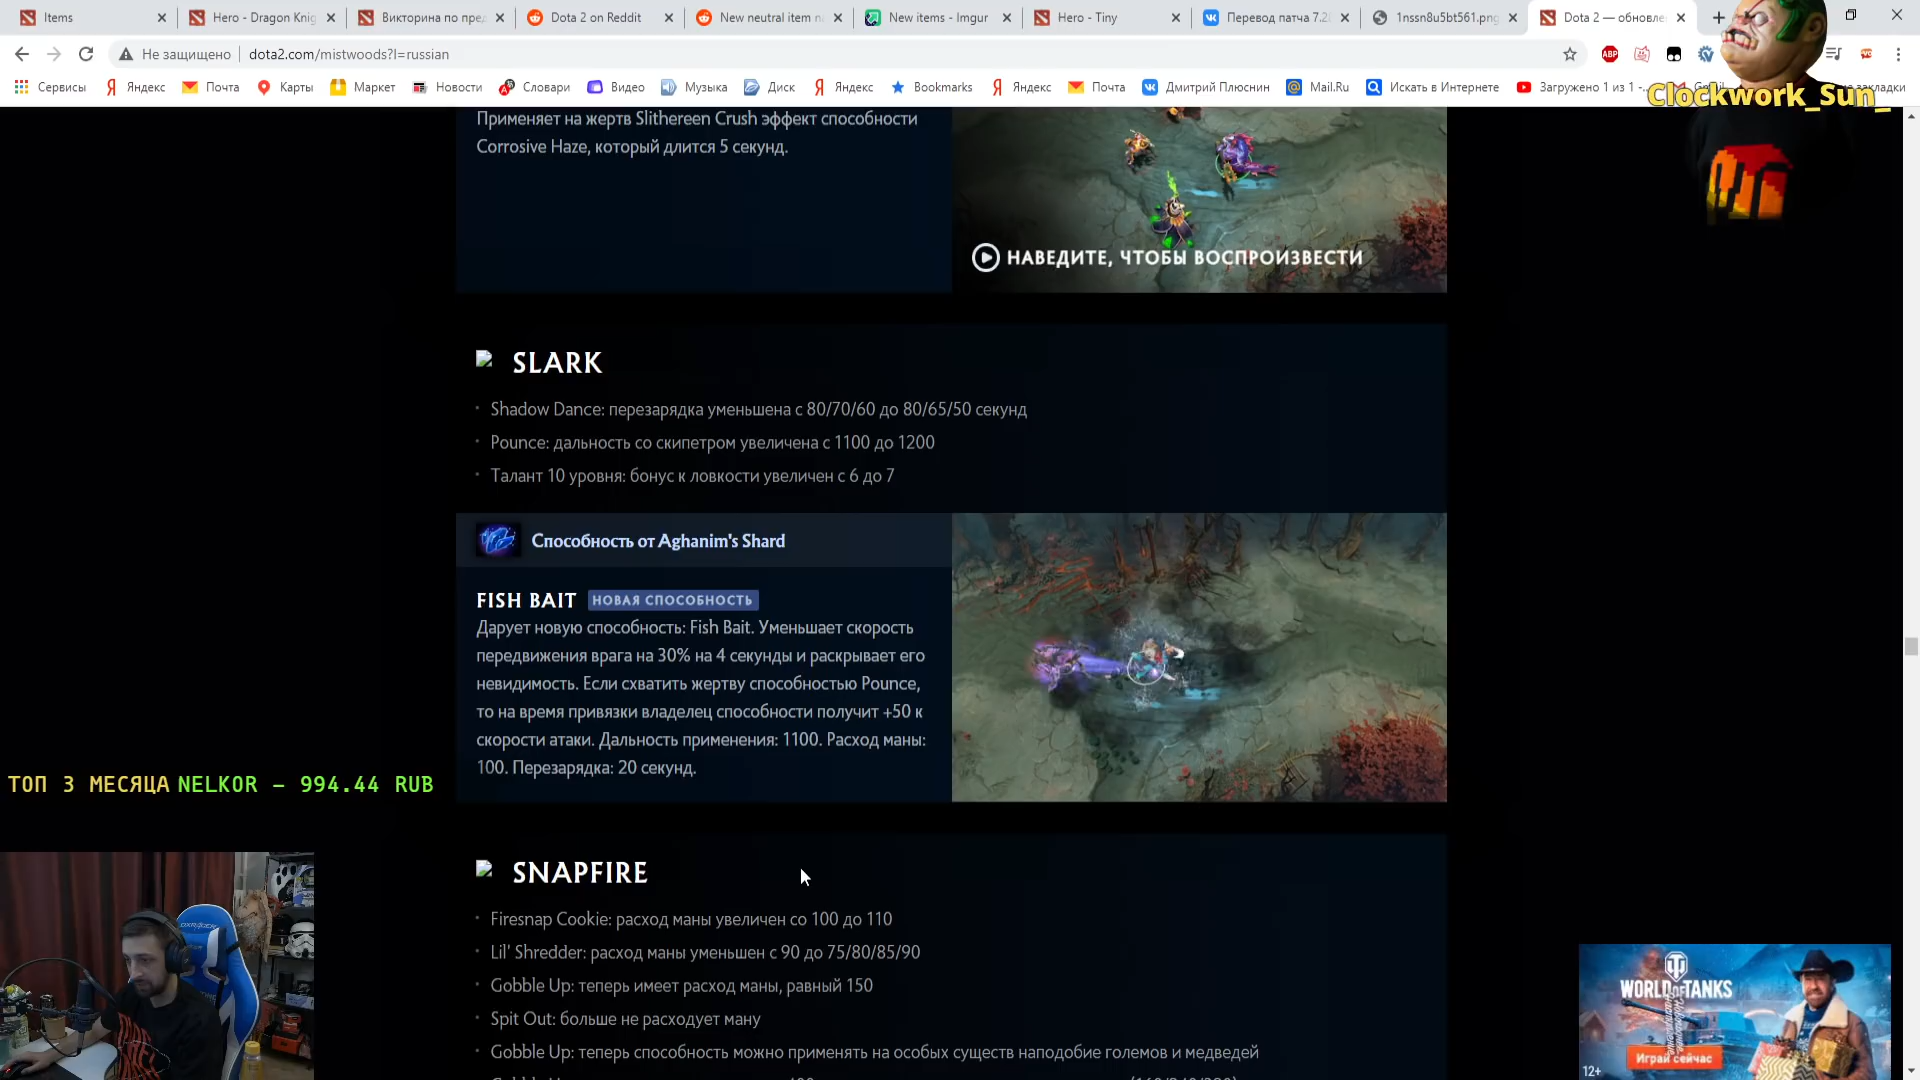 Items
Hero - Dragon Knig
Викторина по пред
Dota 2 on Reddit
New neutral item n
New items - Imgur
Hero - Tiny
Перевод патча 7.2
1nssn8u5bt561.png
Dota 2 — обновле
Не защищено
dota2.com/mistwoods?l=russian
Сервисы
Яндекс
Почта
Карты
Маркет
Новости
Словари
Видео
Музыка
Диск
Яндекс
Bookmarks
Яндекс
Почта
Дмитрий Плюснин
Mail.Ru
Искать в Интернете
Загружено 1 из 1 -
закладки
Clockwork_Sun_
Применяет на жертв Slithereen Crush эффект способности
Corrosive Haze, который длится 5 секунд.
НАВЕДИТЕ, ЧТОБЫ ВОСПРОИЗВЕСТИ
SLARK
Shadow Dance: перезарядка уменьшена с 80/70/60 до 80/65/50 секунд
Pounce: дальность со скипетром увеличена с 1100 до 1200
Талант 10 уровня: бонус к ловкости увеличен с 6 до 7
Способность от Aghanim's Shard
FISH BAIT НОВАЯ СПОСОБНОСТЬ
Дарует новую способность: Fish Bait. Уменьшает скорость
передвижения врага на 30% на 4 секунды и раскрывает его
невидимость. Если схватить жертву способностью Pounce,
то на время привязки владелец способности получит +50 к
скорости атаки. Дальность применения: 1100. Расход маны:
100. Перезарядка: 20 секунд.
ТОП 3 МЕСЯЦА NELKOR – 994.44 RUB
SNAPFIRE
Firesnap Cookie: расход маны увеличен со 100 до 110
Lil' Shredder: расход маны уменьшен с 90 до 75/80/85/90
Gobble Up: теперь имеет расход маны, равный 150
Spit Out: больше не расходует ману
Gobble Up: теперь способность можно применять на особых существ наподобие големов и медведей
WORLD OF TANKS
Играй сейчас
12+